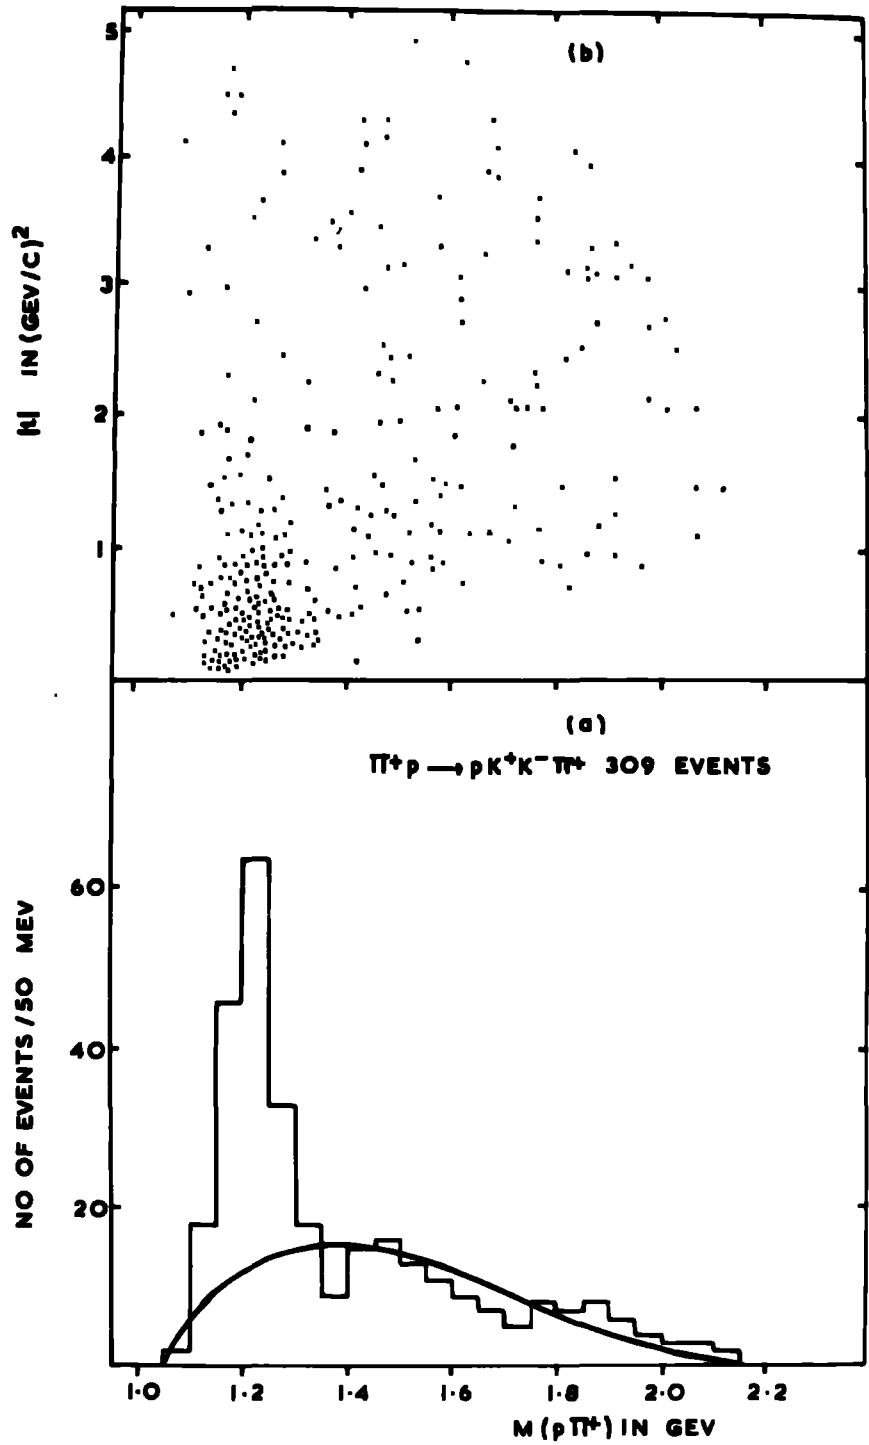 (b)
5
4
3
2
1
|t| IN (GEV/C)²
(a)
π+p → pK+K−π+ 309 EVENTS
60
40
20
NO OF EVENTS/50 MEV
1·0 1·2 1·4 1·6 1·8 2·0 2·2
M(pπ+) IN GEV